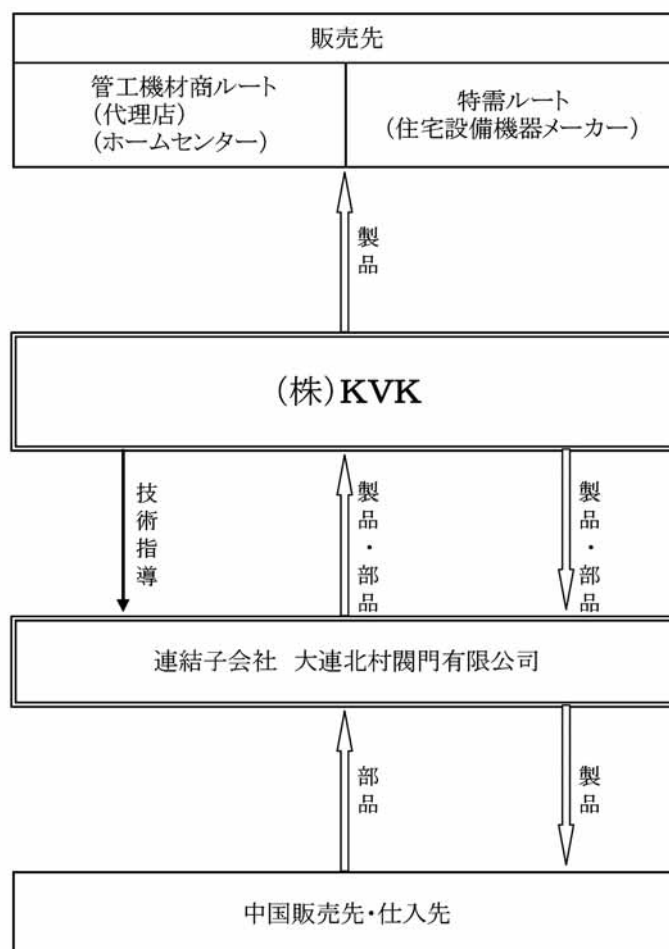 販売先
管工機材商ルート
(代理店)
(ホームセンター)
特需ルート
(住宅設備機器メーカー)
製品
(株)KVK
技術指導
製品・部品
製品・部品
連結子会社 大連北村閥門有限公司
部品
製品
中国販売先・仕入先